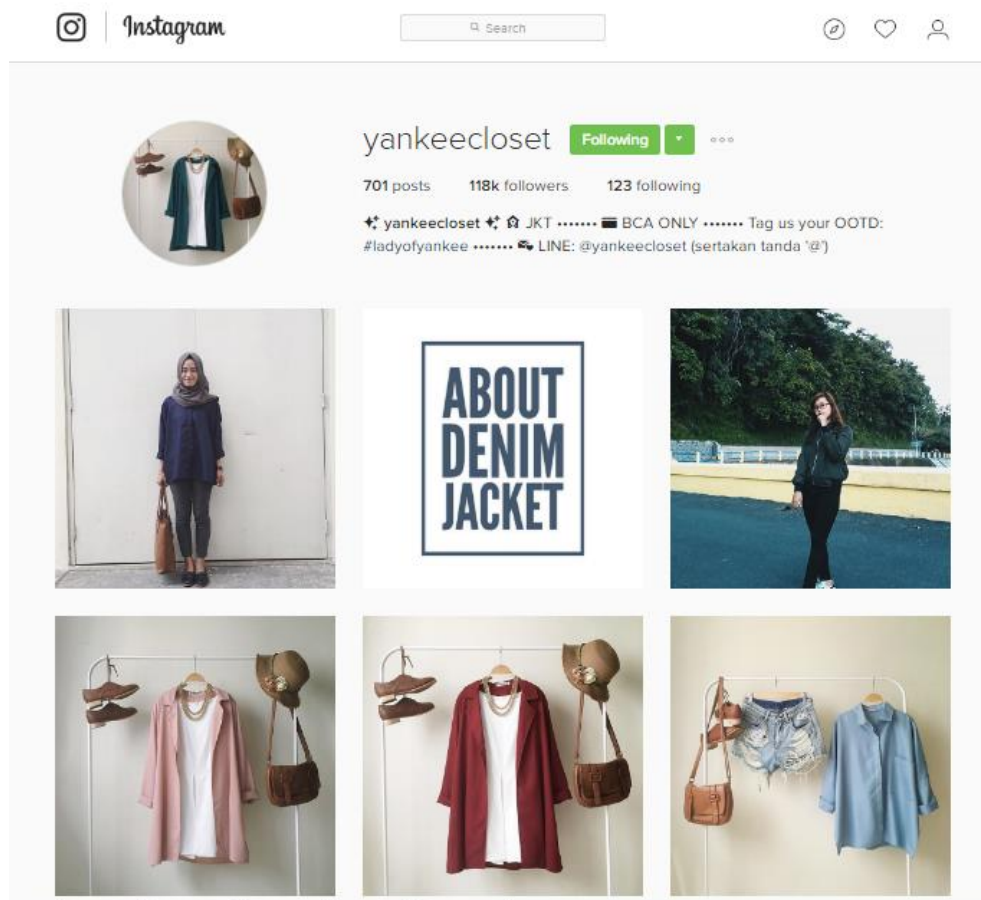 Instagram
Search
yankeecloset Following
701 posts 118k followers 123 following
yankeecloset JKT ······· BCA ONLY ······· Tag us your OOTD:
#ladyofyankee ······· LINE: @yankeecloset (sertakan tanda '@')
ABOUT
DENIM
JACKET